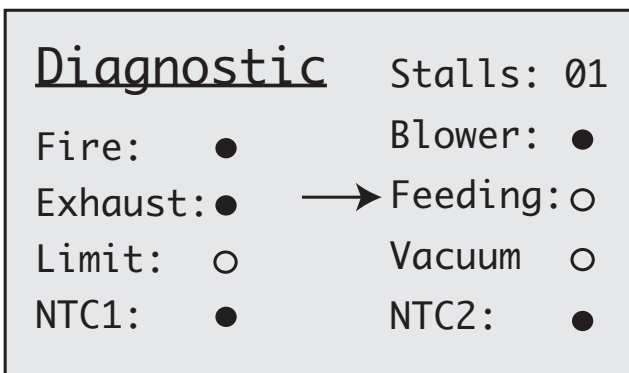 Diagnostic
Fire: ●
Exhaust: ●
Limit: ○
NTC1: ●
Stalls: 01
Blower: ●
→ Feeding: ○
Vacuum ○
NTC2: ●